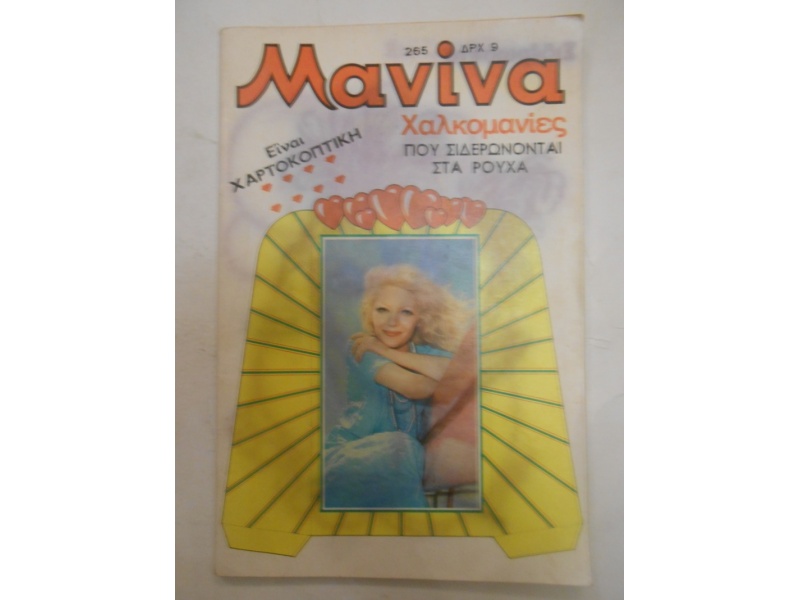 265 ΔΡΧ 9
Μανίνα
Χαλκομανίες
ΠΟΥ ΣΙΔΕΡΩΝΟΝΤΑΙ
ΣΤΑ ΡΟΥΧΑ
Είναι
ΧΑΡΤΟΚΟΠΤΙΚΗ